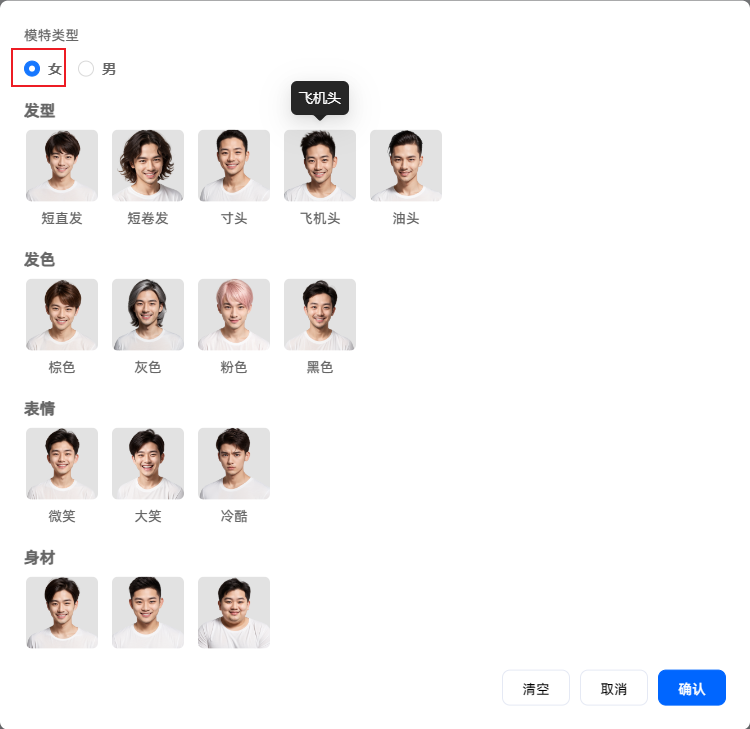 模特类型
女 男
飞机头
发型
短直发 短卷发 寸头 飞机头 油头
发色
棕色 灰色 粉色 黑色
表情
微笑 大笑 冷酷
身材
清空 取消 确认